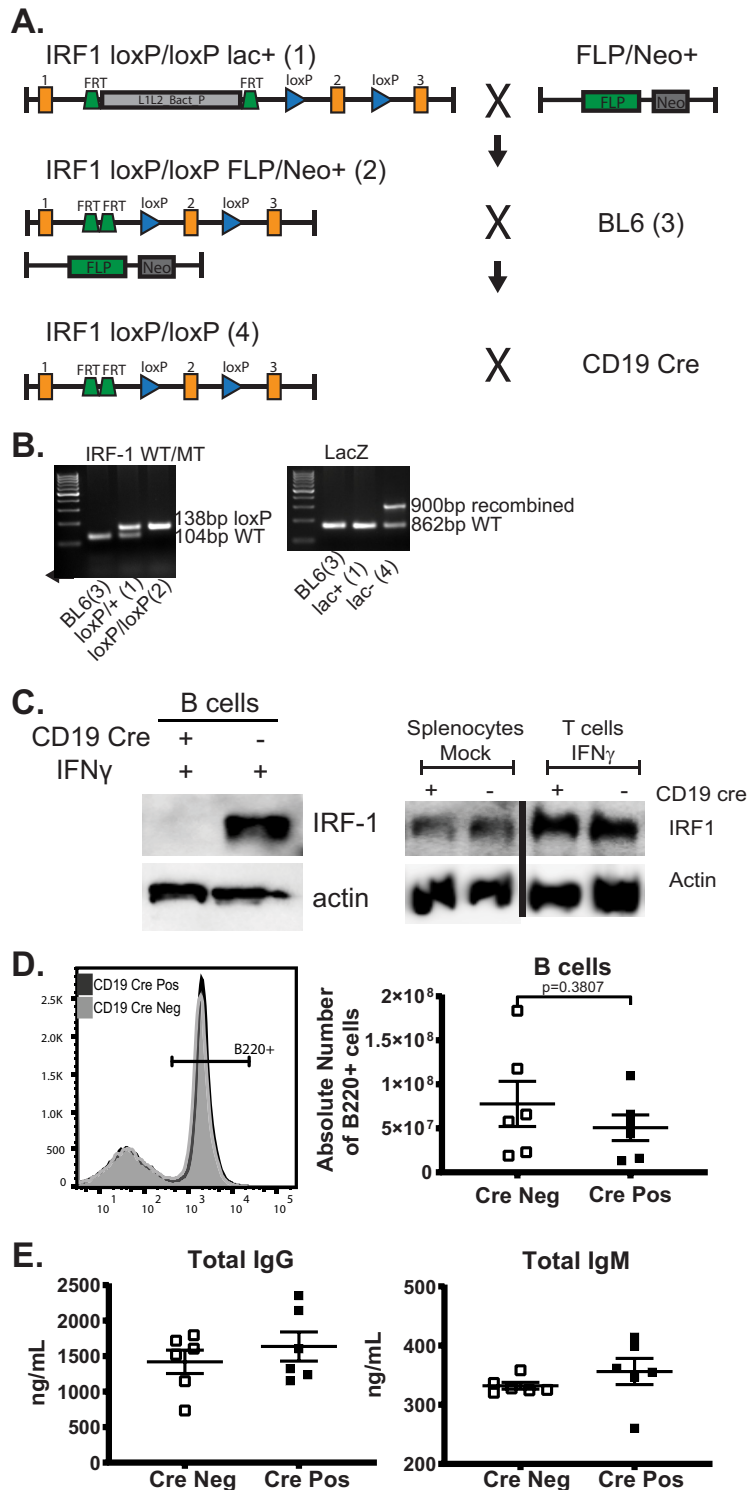 A.
IRF1 loxP/loxP lac+ (1)
FLP/Neo+
1 FRT L1L2 Bact P FRT loxP 2 loxP 3
FLP Neo
X
IRF1 loxP/loxP FLP/Neo+ (2)
1 FRT FRT loxP 2 loxP 3
X BL6 (3)
FLP Neo
IRF1 loxP/loxP (4)
1 FRT FRT loxP 2 loxP 3
X CD19 Cre
B.
IRF-1 WT/MT
138bp loxP
104bp WT
BL6(3)
loxP/+ (1)
loxP/loxP(2)
LacZ
900bp recombined
862bp WT
BL6(3)
lac+ (1)
lac- (4)
C.
B cells
CD19 Cre + -
IFNγ + +
IRF-1
actin
Splenocytes T cells
Mock IFNγ
+ - + - CD19 cre
IRF1
Actin
D.
CD19 Cre Pos
CD19 Cre Neg
B220+
2.5K
2.0K
1.5K
1.0K
500
0
10¹ 10² 10³ 10⁴ 10⁵
B cells
p=0.3807
Absolute Number
of B220+ cells
2×10⁸
1.5×10⁸
1×10⁸
5×10⁷
0
Cre Neg Cre Pos
E.
Total IgG
ng/mL
2500
2000
1500
1000
500
0
Cre Neg Cre Pos
Total IgM
ng/mL
500
400
300
200
Cre Neg Cre Pos